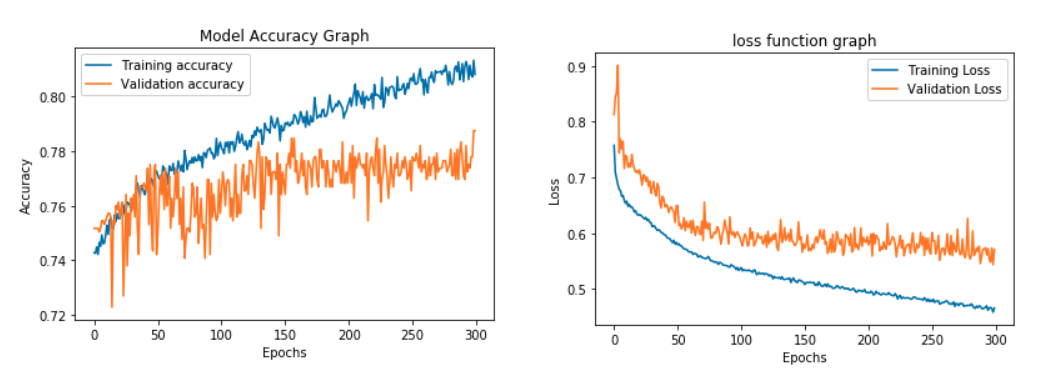 Model Accuracy Graph
Training accuracy
Validation accuracy
Accuracy
0.80
0.78
0.76
0.74
0.72
0 50 100 150 200 250 300
Epochs
loss function graph
Training Loss
Validation Loss
Loss
0.9
0.8
0.7
0.6
0.5
0 50 100 150 200 250 300
Epochs